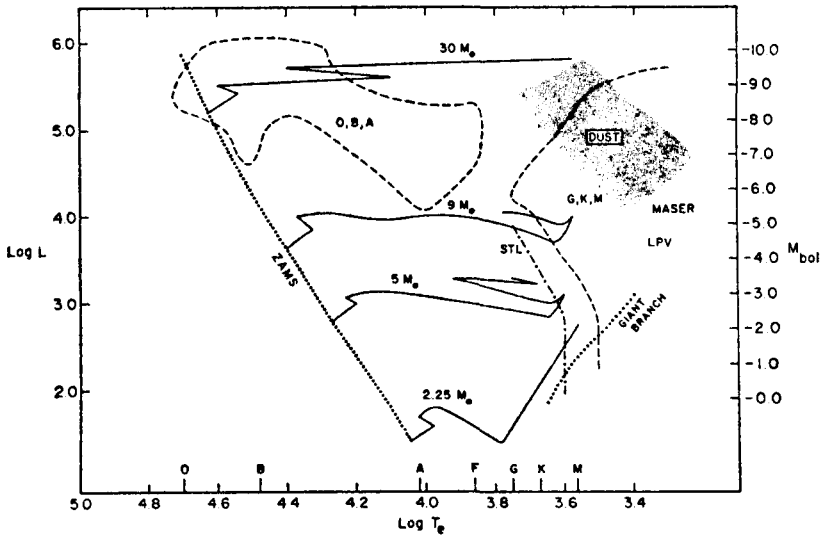 6.0
5.0
4.0
3.0
2.0
Log L
30 M⊙
O, B, A
DUST
G, K, M
MASER
LPV
9 M⊙
STL
ZAMS
5 M⊙
GIANT
BRANCH
2.25 M⊙
-10.0
-9.0
-8.0
-7.0
-6.0
-5.0
-4.0
-3.0
-2.0
-1.0
-0.0
M bol
O B A F G K M
5.0 4.8 4.6 4.4 4.2 4.0 3.8 3.6 3.4
Log Te